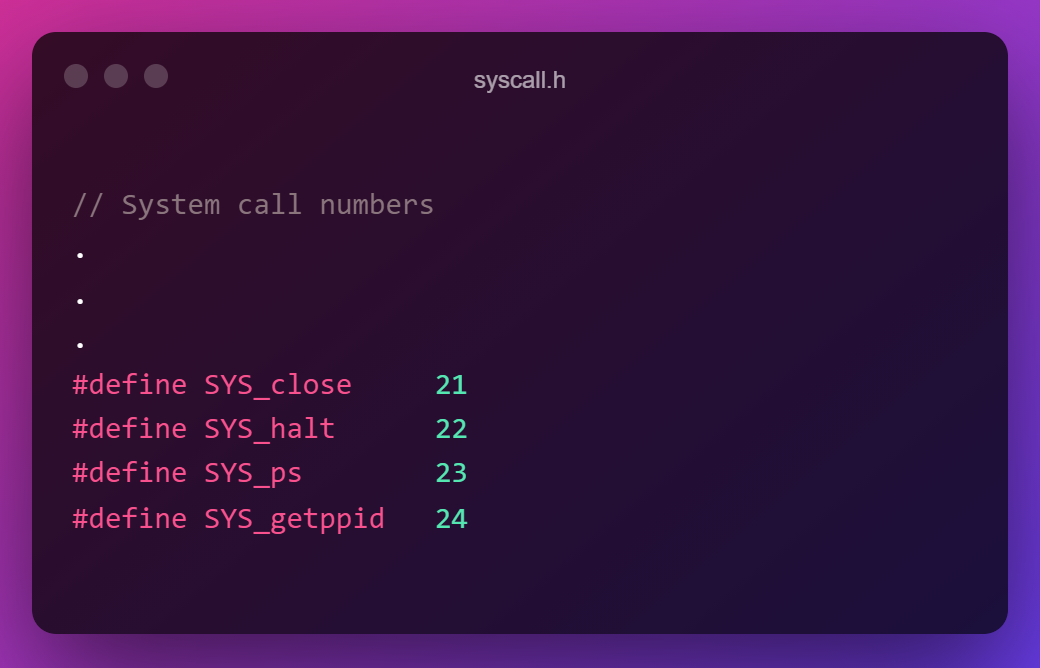 syscall.h
// System call numbers
.
.
.
#define SYS_close     21
#define SYS_halt      22
#define SYS_ps        23
#define SYS_getppid   24